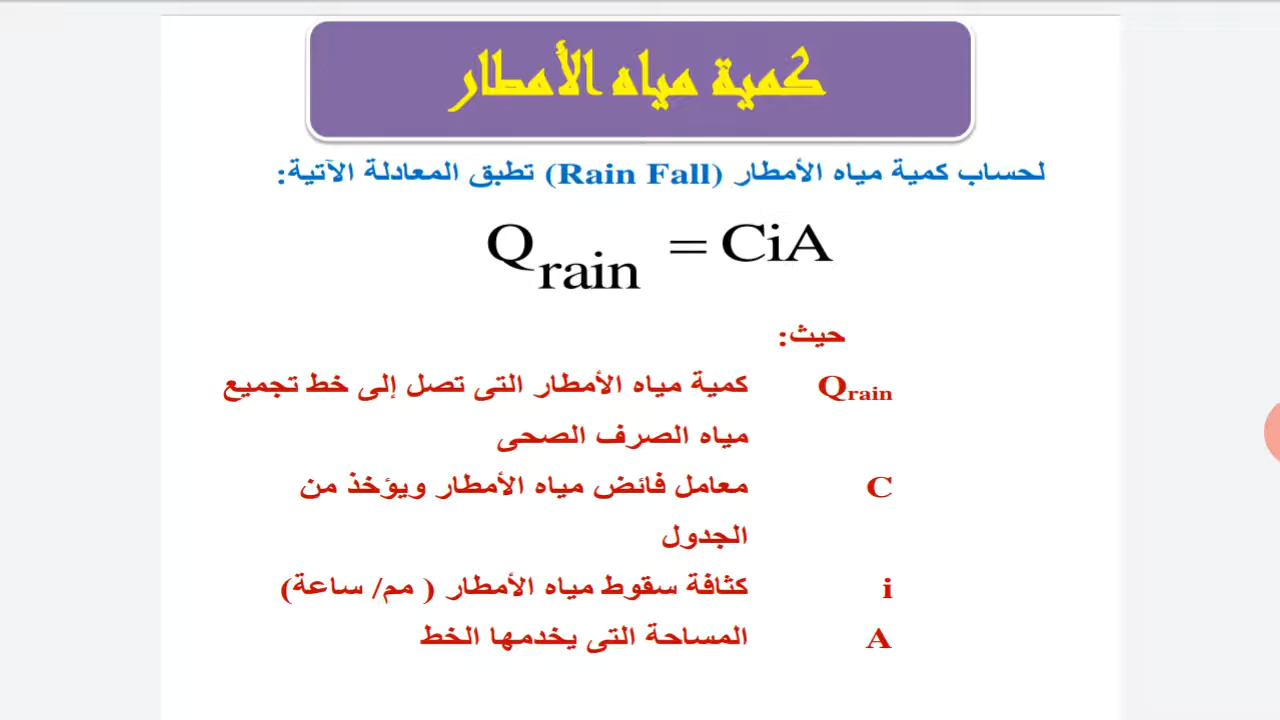 كمية مياه الأمطار
لحساب كمية مياه الأمطار (Rain Fall) تطبق المعادلة الآتية:
Q rain = CiA
حيث:
Qrain كمية مياه الأمطار التى تصل إلى خط تجميع
مياه الصرف الصحى
C معامل فائض مياه الأمطار ويؤخذ من
الجدول
i كثافة سقوط مياه الأمطار ( مم/ ساعة)
A المساحة التى يخدمها الخط